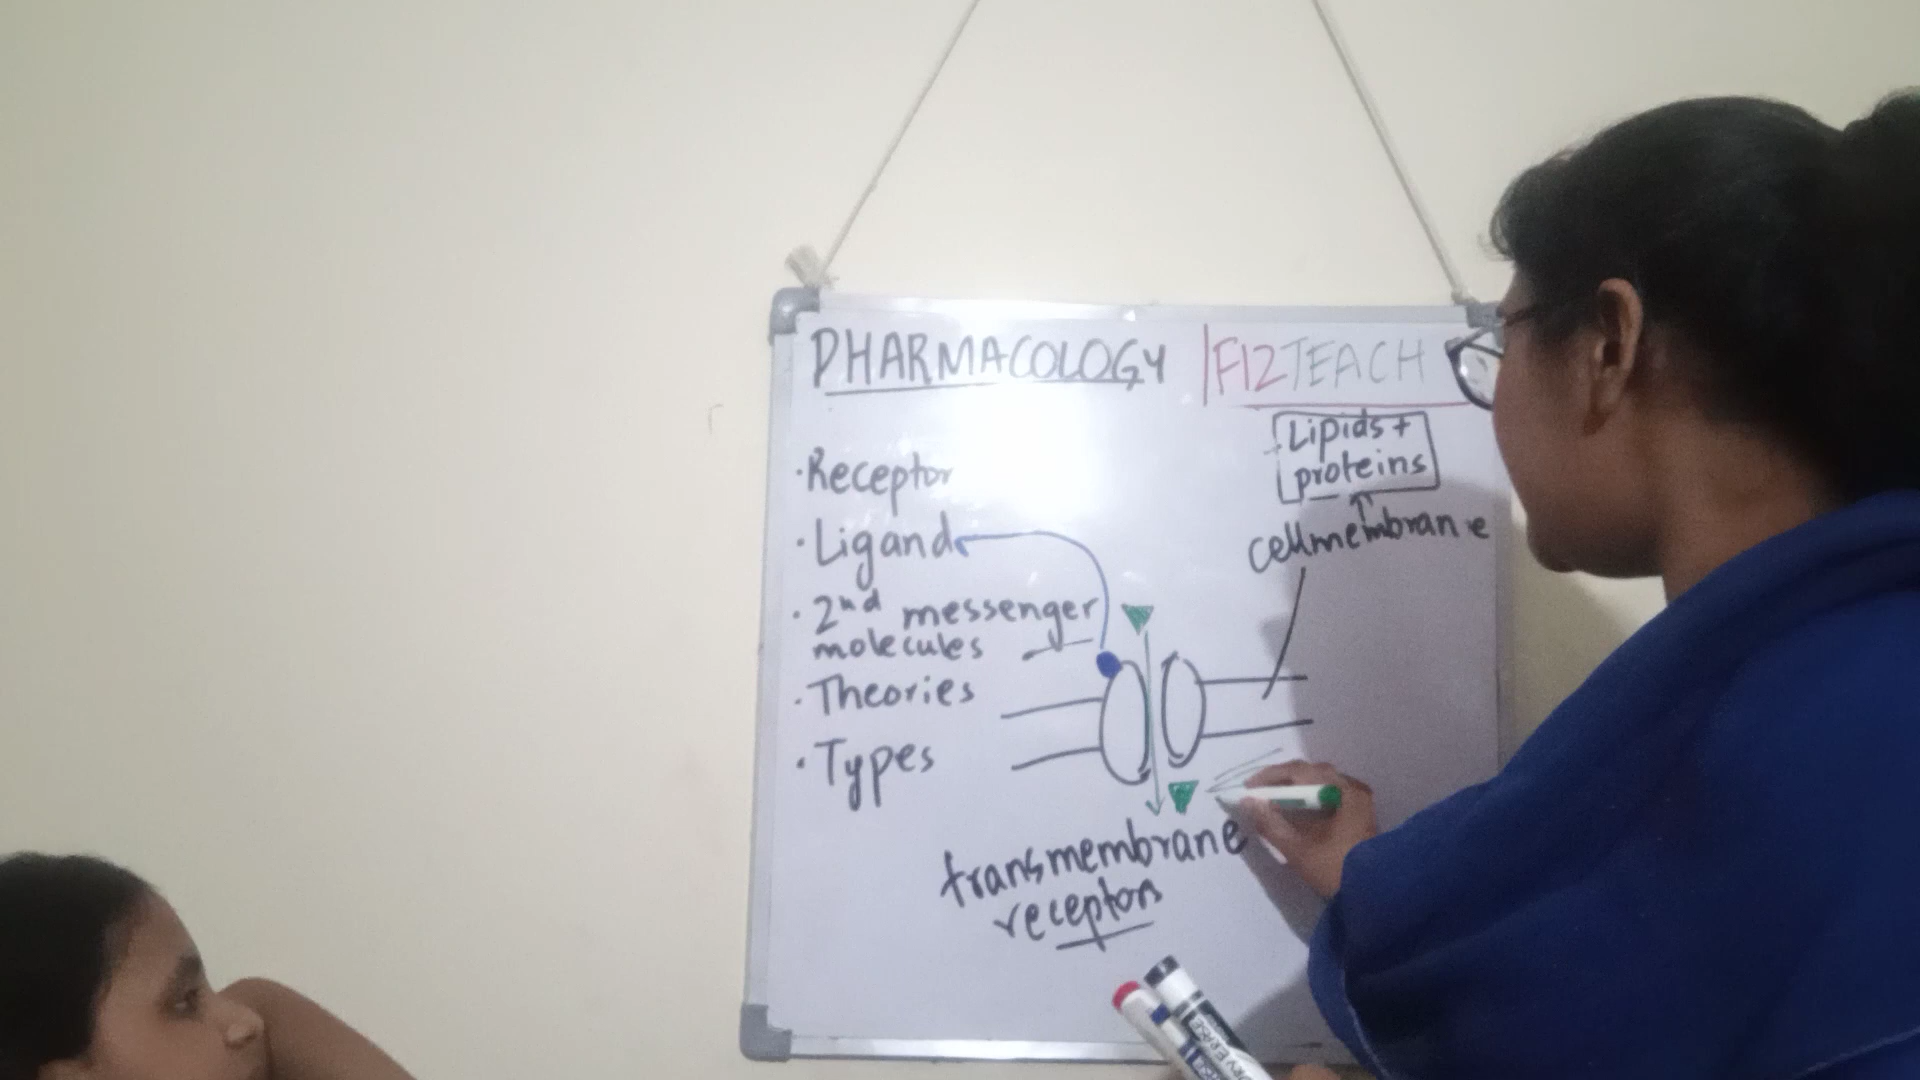 PHARMACOLOGY
FIZTEACH
Lipids +
proteins
cellmembrane
· Receptor
· Ligand
· 2nd messenger
molecules
· Theories
· Types
transmembrane
receptors